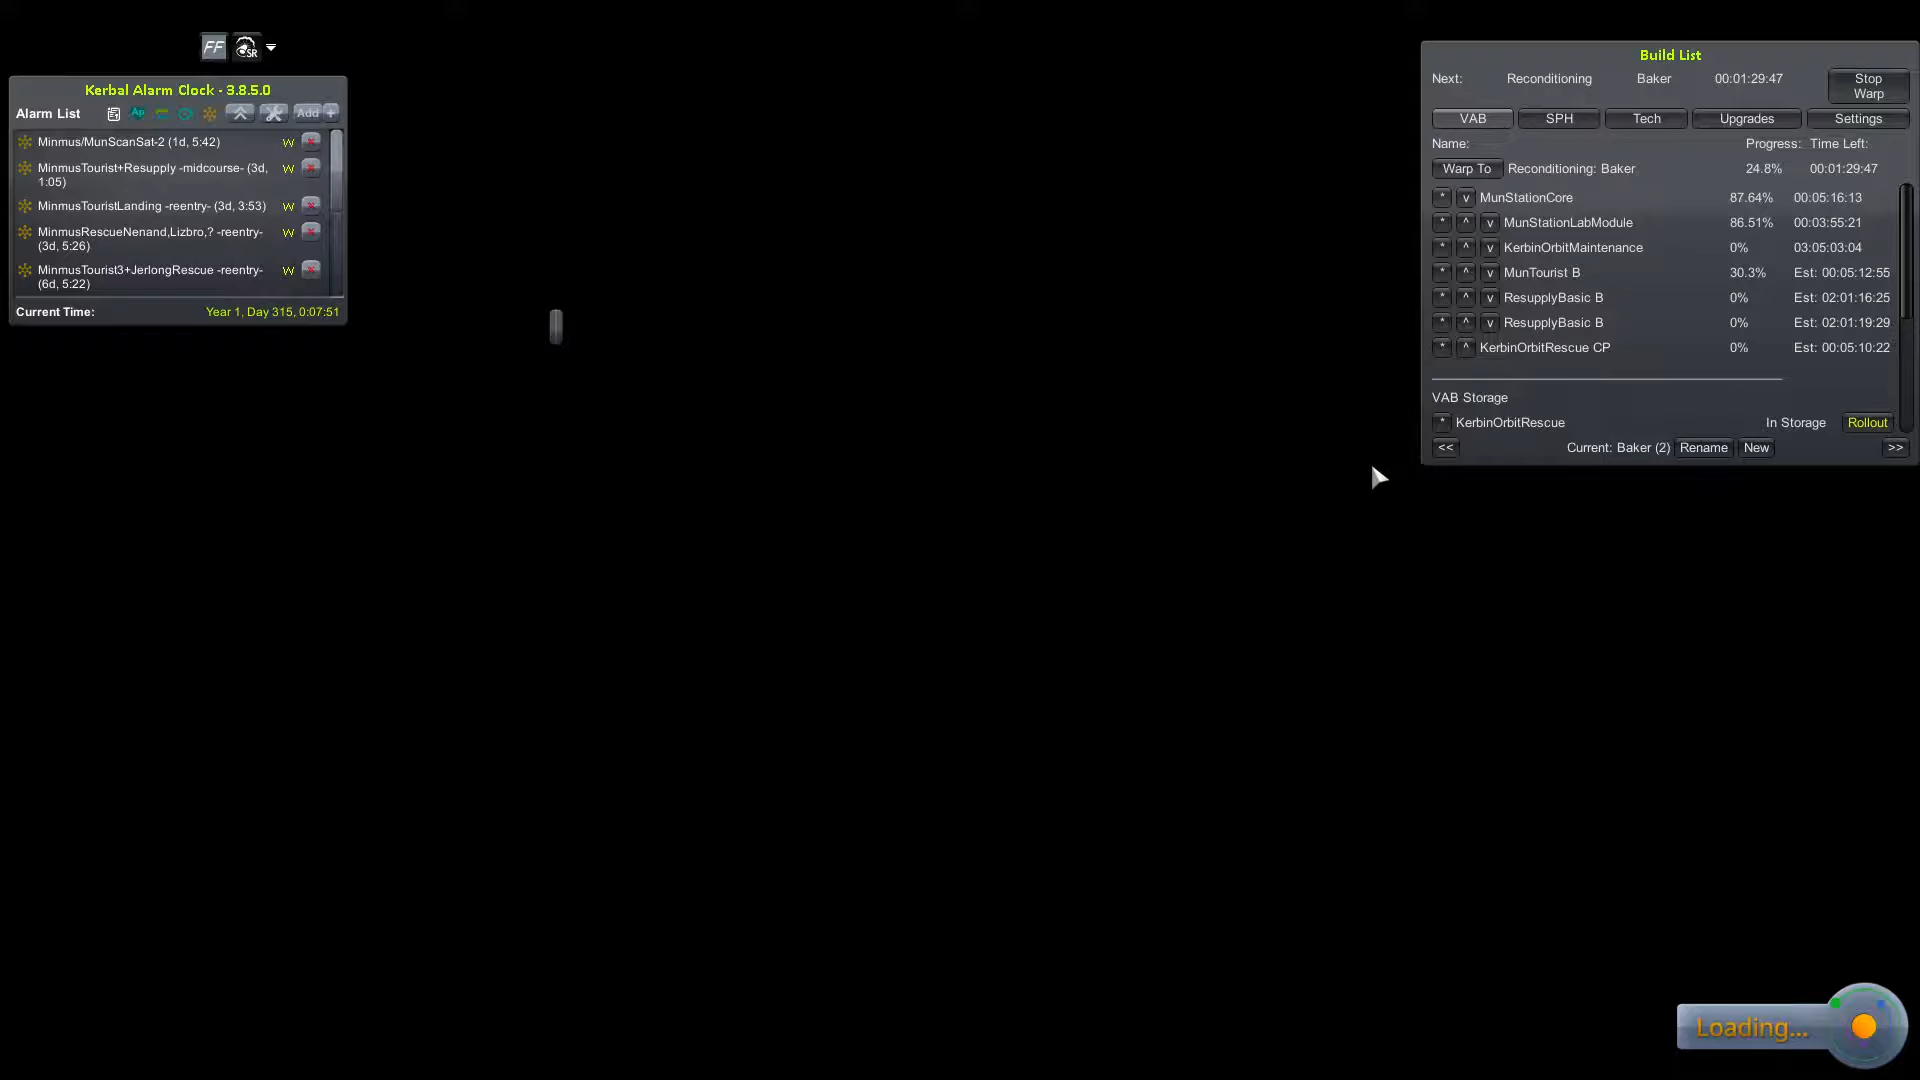 FF SR
Kerbal Alarm Clock - 3.8.5.0
Alarm List Ap Add +
Minmus/MunScanSat-2 (1d, 5:42) W
MinmusTourist+Resupply -midcourse- (3d, W
1:05)
MinmusTouristLanding -reentry- (3d, 3:53) W
MinmusRescueNenand,Lizbro,? -reentry- W
(3d, 5:26)
MinmusTourist3+JerlongRescue -reentry- W
(6d, 5:22)
Current Time: Year 1, Day 315, 0:07:51
Build List
Next: Reconditioning Baker 00:01:29:47 Stop
Warp
VAB SPH Tech Upgrades Settings
Name: Progress: Time Left:
Warp To Reconditioning: Baker 24.8% 00:01:29:47
* v MunStationCore 87.64% 00:05:16:13
* ^ v MunStationLabModule 86.51% 00:03:55:21
* ^ v KerbinOrbitMaintenance 0% 03:05:03:04
* ^ v MunTourist B 30.3% Est: 00:05:12:55
* ^ v ResupplyBasic B 0% Est: 02:01:16:25
* ^ v ResupplyBasic B 0% Est: 02:01:19:29
* ^ KerbinOrbitRescue CP 0% Est: 00:05:10:22
VAB Storage
* KerbinOrbitRescue In Storage Rollout
<< Current: Baker (2) Rename New >>
Loading...